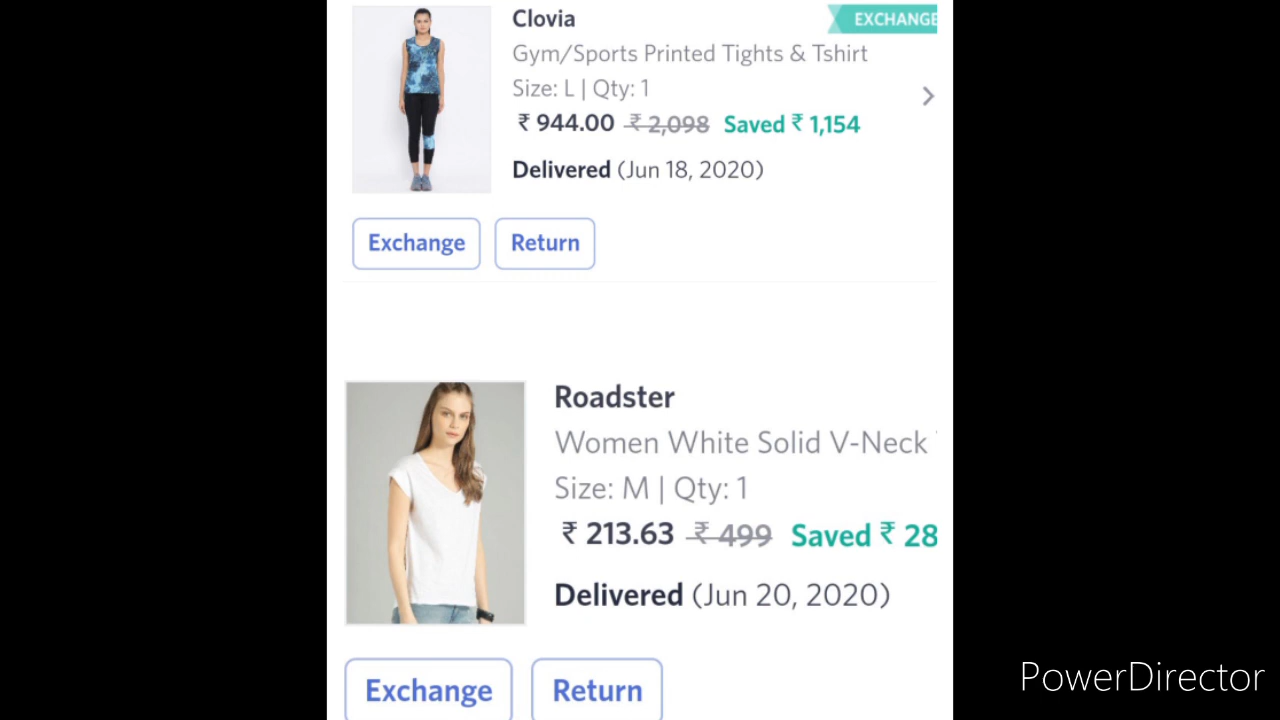 Clovia
EXCHANGE
Gym/Sports Printed Tights & Tshirt
Size: L | Qty: 1
₹ 944.00 ₹ 2,098 Saved ₹ 1,154
Delivered (Jun 18, 2020)
Exchange Return
Roadster
Women White Solid V-Neck
Size: M | Qty: 1
₹ 213.63 ₹ 499 Saved ₹ 28
Delivered (Jun 20, 2020)
Exchange Return
PowerDirector